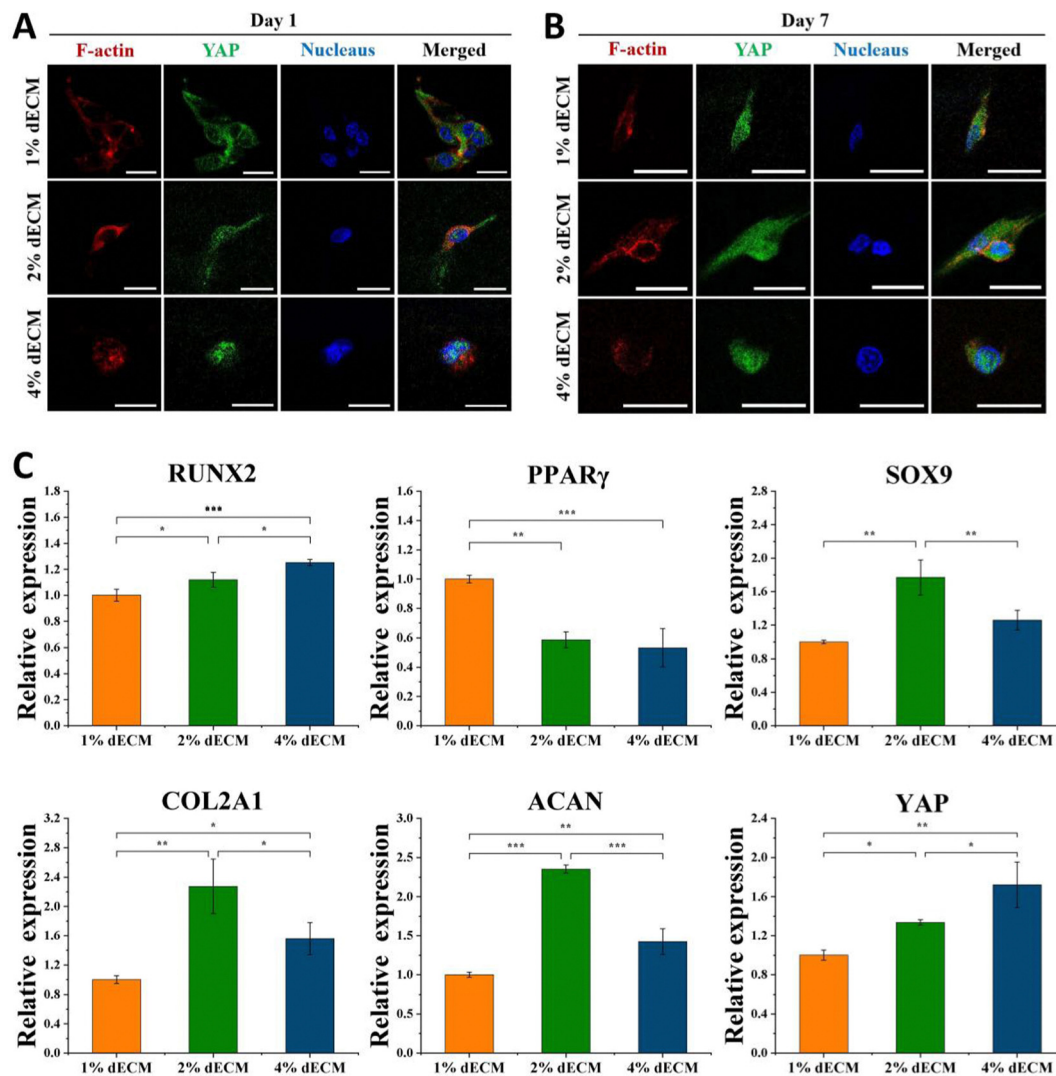 A
Day 1
F-actin YAP Nucleaus Merged
1% dECM
2% dECM
4% dECM
B
Day 7
F-actin YAP Nucleaus Merged
1% dECM
2% dECM
4% dECM
C
RUNX2
Relative expression
1.8
1.6
1.4
1.2
1.0
0.8
0.6
0.4
0.2
0.0
***
* *
1% dECM 2% dECM 4% dECM
PPARγ
Relative expression
1.6
1.4
1.2
1.0
0.8
0.6
0.4
0.2
0.0
***
**
1% dECM 2% dECM 4% dECM
SOX9
Relative expression
2.8
2.4
2.0
1.6
1.2
0.8
0.4
0.0
** **
1% dECM 2% dECM 4% dECM
COL2A1
Relative expression
3.2
2.8
2.4
2.0
1.6
1.2
0.8
0.4
0.0
*
** *
1% dECM 2% dECM 4% dECM
ACAN
Relative expression
3.0
2.5
2.0
1.5
1.0
0.5
0.0
**
*** ***
1% dECM 2% dECM 4% dECM
YAP
Relative expression
2.4
2.0
1.6
1.2
0.8
0.4
0.0
**
* *
1% dECM 2% dECM 4% dECM